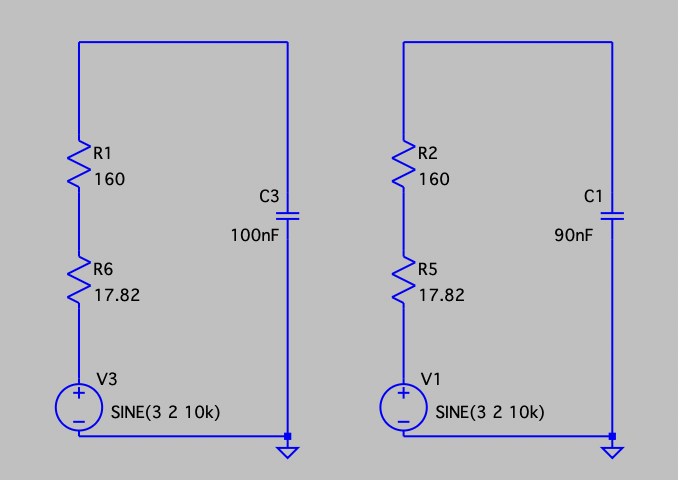 R1
160
C3
100nF
R6
17.82
V3
SINE(3 2 10k)
R2
160
C1
90nF
R5
17.82
V1
SINE(3 2 10k)